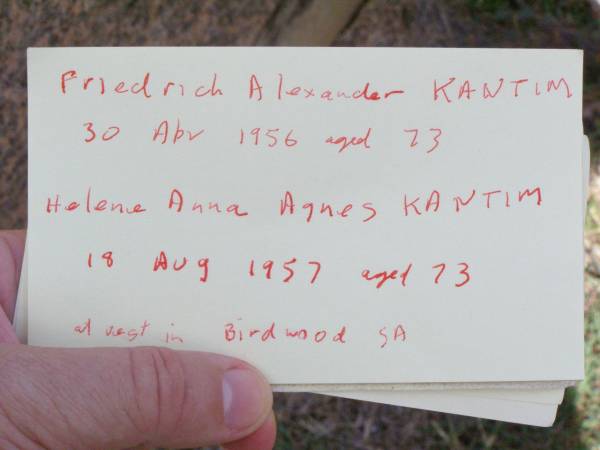 Friedrich Alexander KANTIM
30 Apr 1956 aged 73
Helene Anna Agnes KANTIM
18 Aug 1957 aged 73
at rest in Birdwood SA